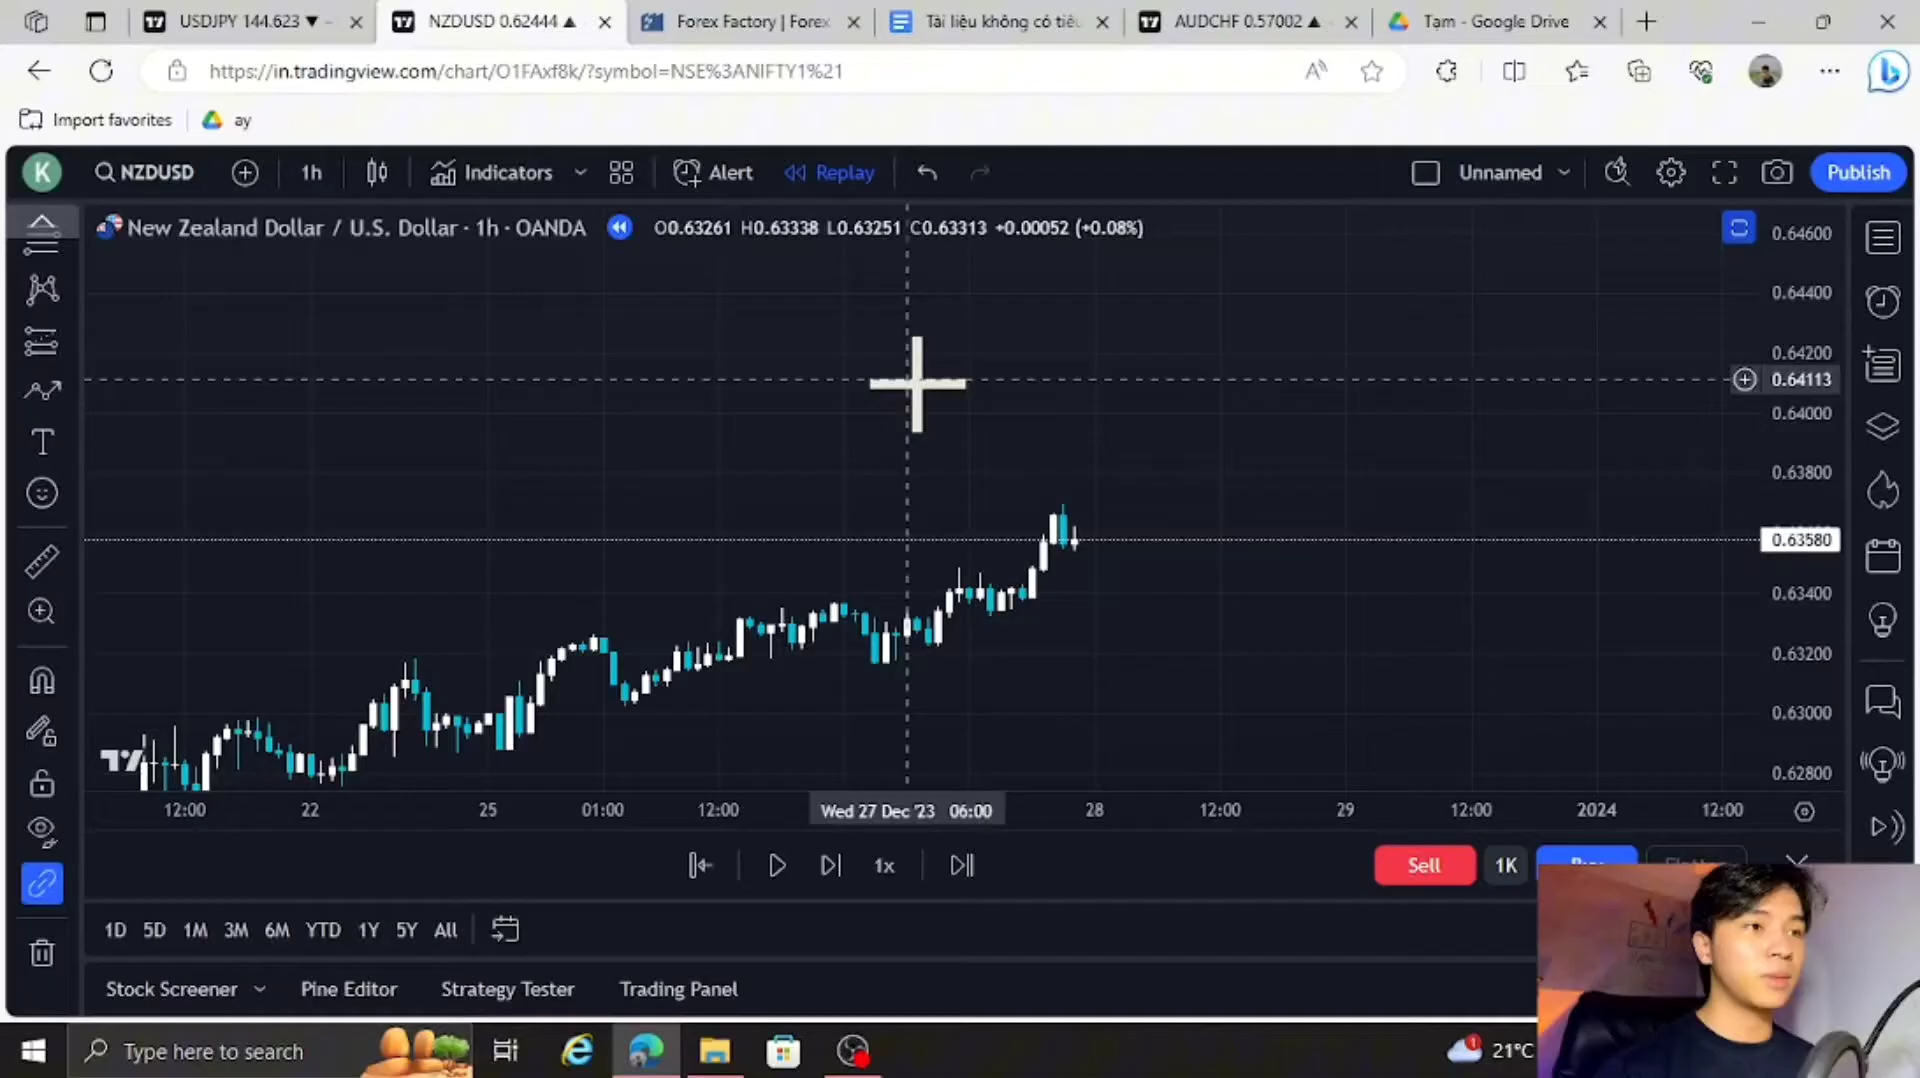 USDJPY 144.623 ▼
NZDUSD 0.62444 ▲
Forex Factory | Forex
Tài liệu không có tiêu
AUDCHF 0.57002 ▲
Tạm - Google Drive
https://in.tradingview.com/chart/O1FAxf8k/?symbol=NSE%3ANIFTY1%21
Import favorites
ay
K
NZDUSD
1h
Indicators
Alert
Replay
Unnamed
Publish
New Zealand Dollar / U.S. Dollar · 1h · OANDA
O0.63261 H0.63338 L0.63251 C0.63313 +0.00052 (+0.08%)
0.64600
0.64400
0.64200
0.64113
0.64000
0.63800
0.63580
0.63400
0.63200
0.63000
0.62800
12:00 22 25 01:00 12:00 Wed 27 Dec '23 06:00 28 12:00 29 12:00 2024 12:00
1x
Sell
1K
1D 5D 1M 3M 6M YTD 1Y 5Y All
Stock Screener
Pine Editor
Strategy Tester
Trading Panel
Type here to search
21°C